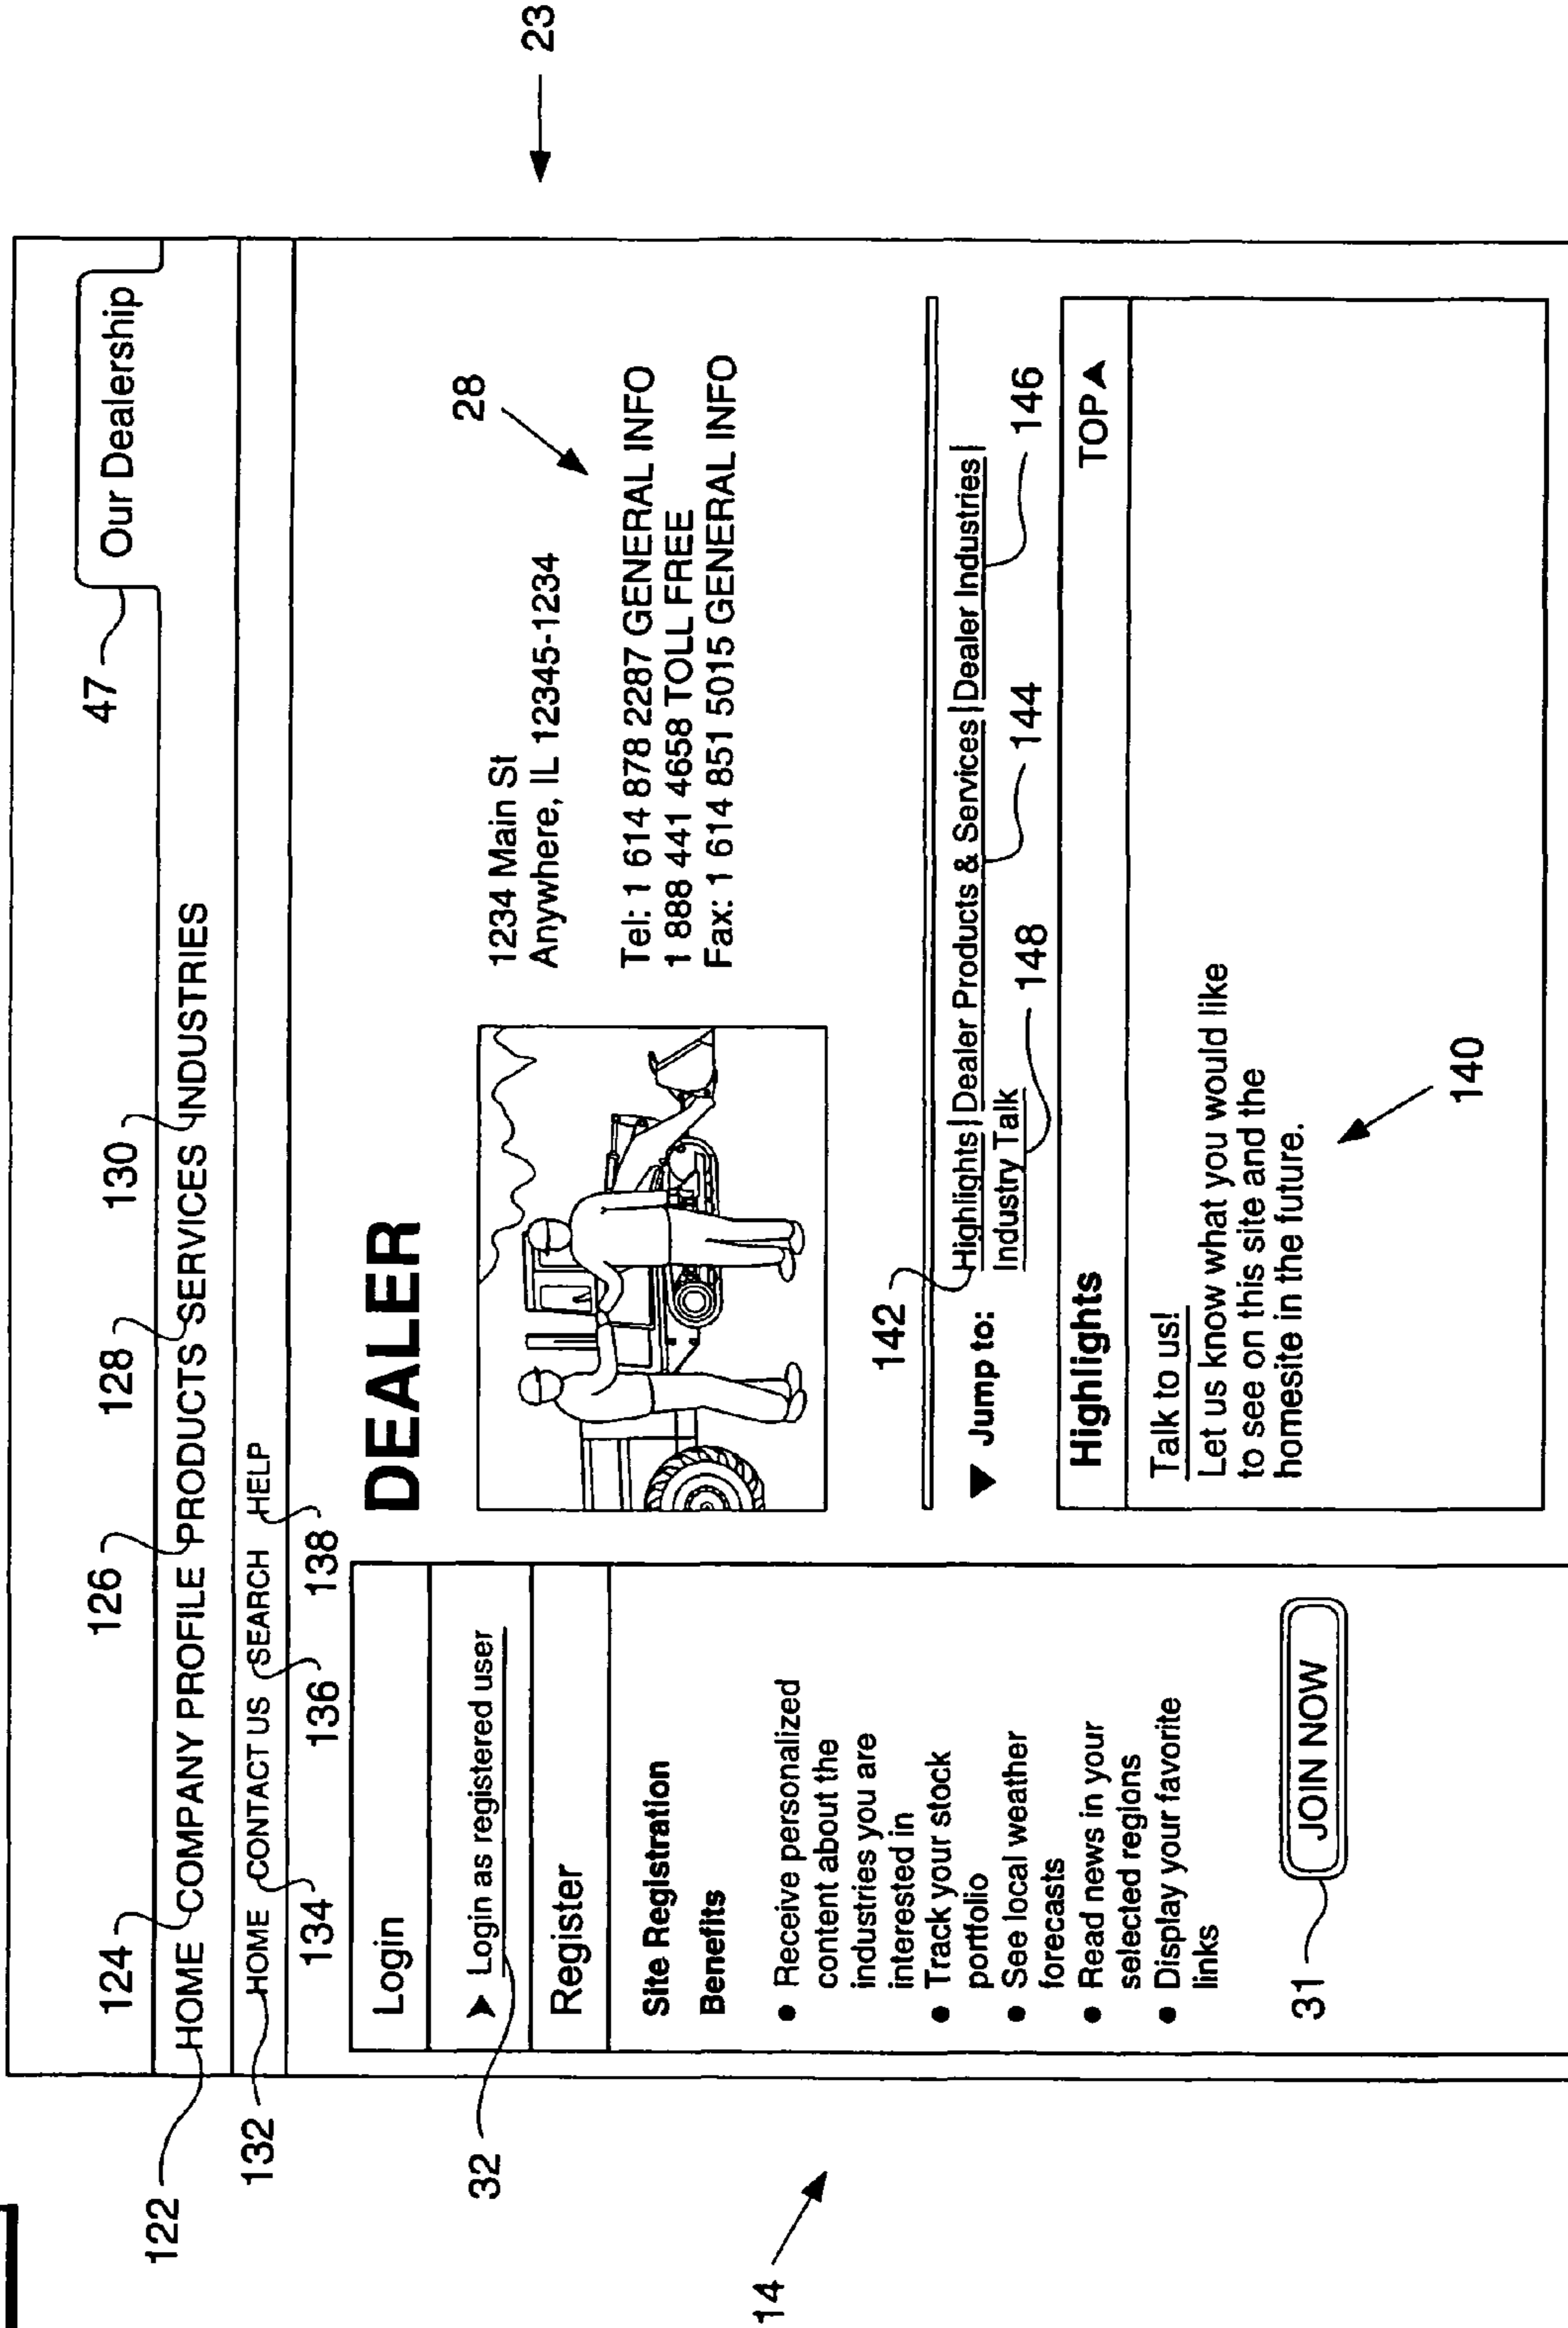 23
47
Our Dealership
124
126
128
130
122
HOME COMPANY PROFILE PRODUCTS SERVICES INDUSTRIES
132
HOME CONTACT US SEARCH HELP
134
136
138
Login
32
➤ Login as registered user
Register
Site Registration
Benefits
• Receive personalized
content about the
industries you are
interested in
• Track your stock
portfolio
• See local weather
forecasts
• Read news in your
selected regions
• Display your favorite
links
31
JOIN NOW
14
DEALER
28
1234 Main St
Anywhere, IL 12345-1234
Tel: 1 614 878 2287 GENERAL INFO
1 888 441 4658 TOLL FREE
Fax: 1 614 851 5015 GENERAL INFO
142
▼ Jump to: Highlights | Dealer Products & Services | Dealer Industries |
Industry Talk
148
144
146
Highlights
TOP
Talk to us!
Let us know what you would like
to see on this site and the
homesite in the future.
140